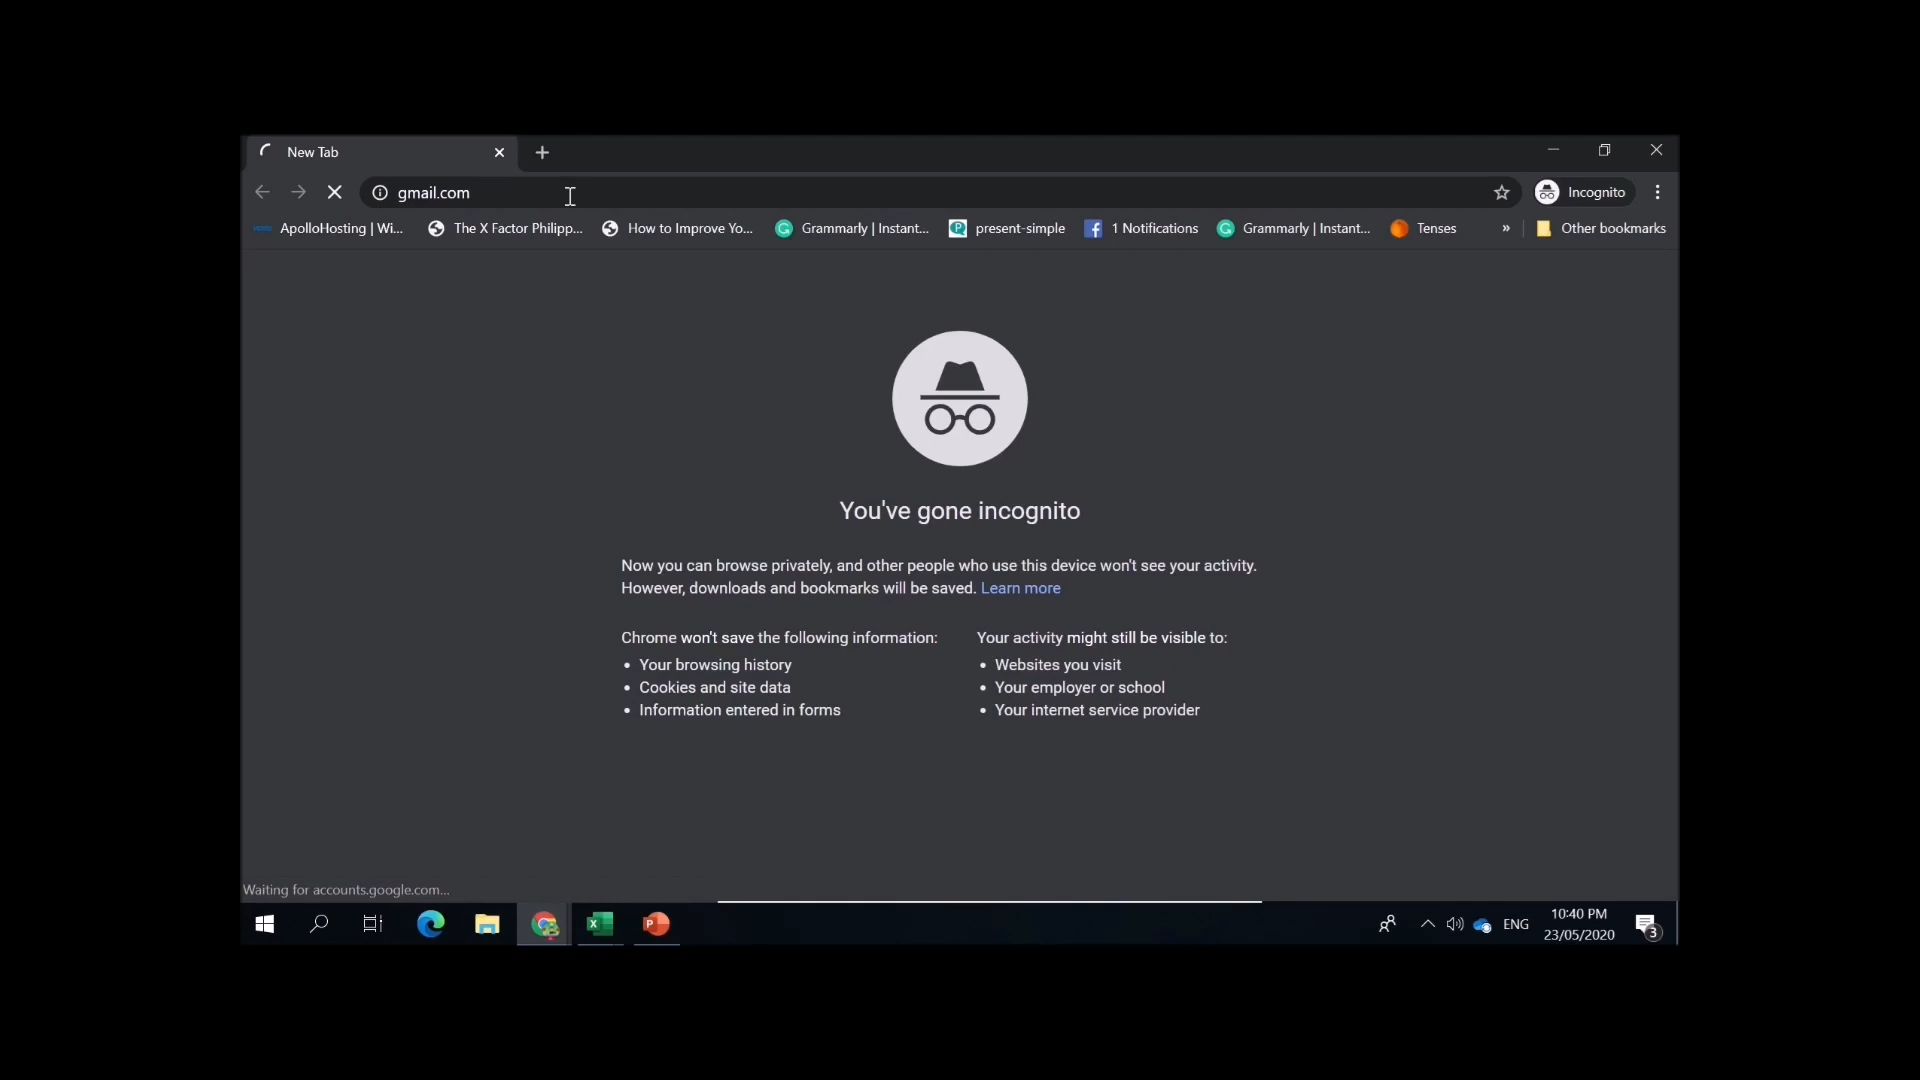 New Tab
gmail.com
Incognito
ApolloHosting | Wi...
The X Factor Philipp...
How to Improve Yo...
Grammarly | Instant...
present-simple
1 Notifications
Grammarly | Instant...
Tenses
»
Other bookmarks
You've gone incognito
Now you can browse privately, and other people who use this device won't see your activity.
However, downloads and bookmarks will be saved. Learn more
Chrome won't save the following information:
• Your browsing history
• Cookies and site data
• Information entered in forms
Your activity might still be visible to:
• Websites you visit
• Your employer or school
• Your internet service provider
Waiting for accounts.google.com...
ENG
10:40 PM
23/05/2020
3